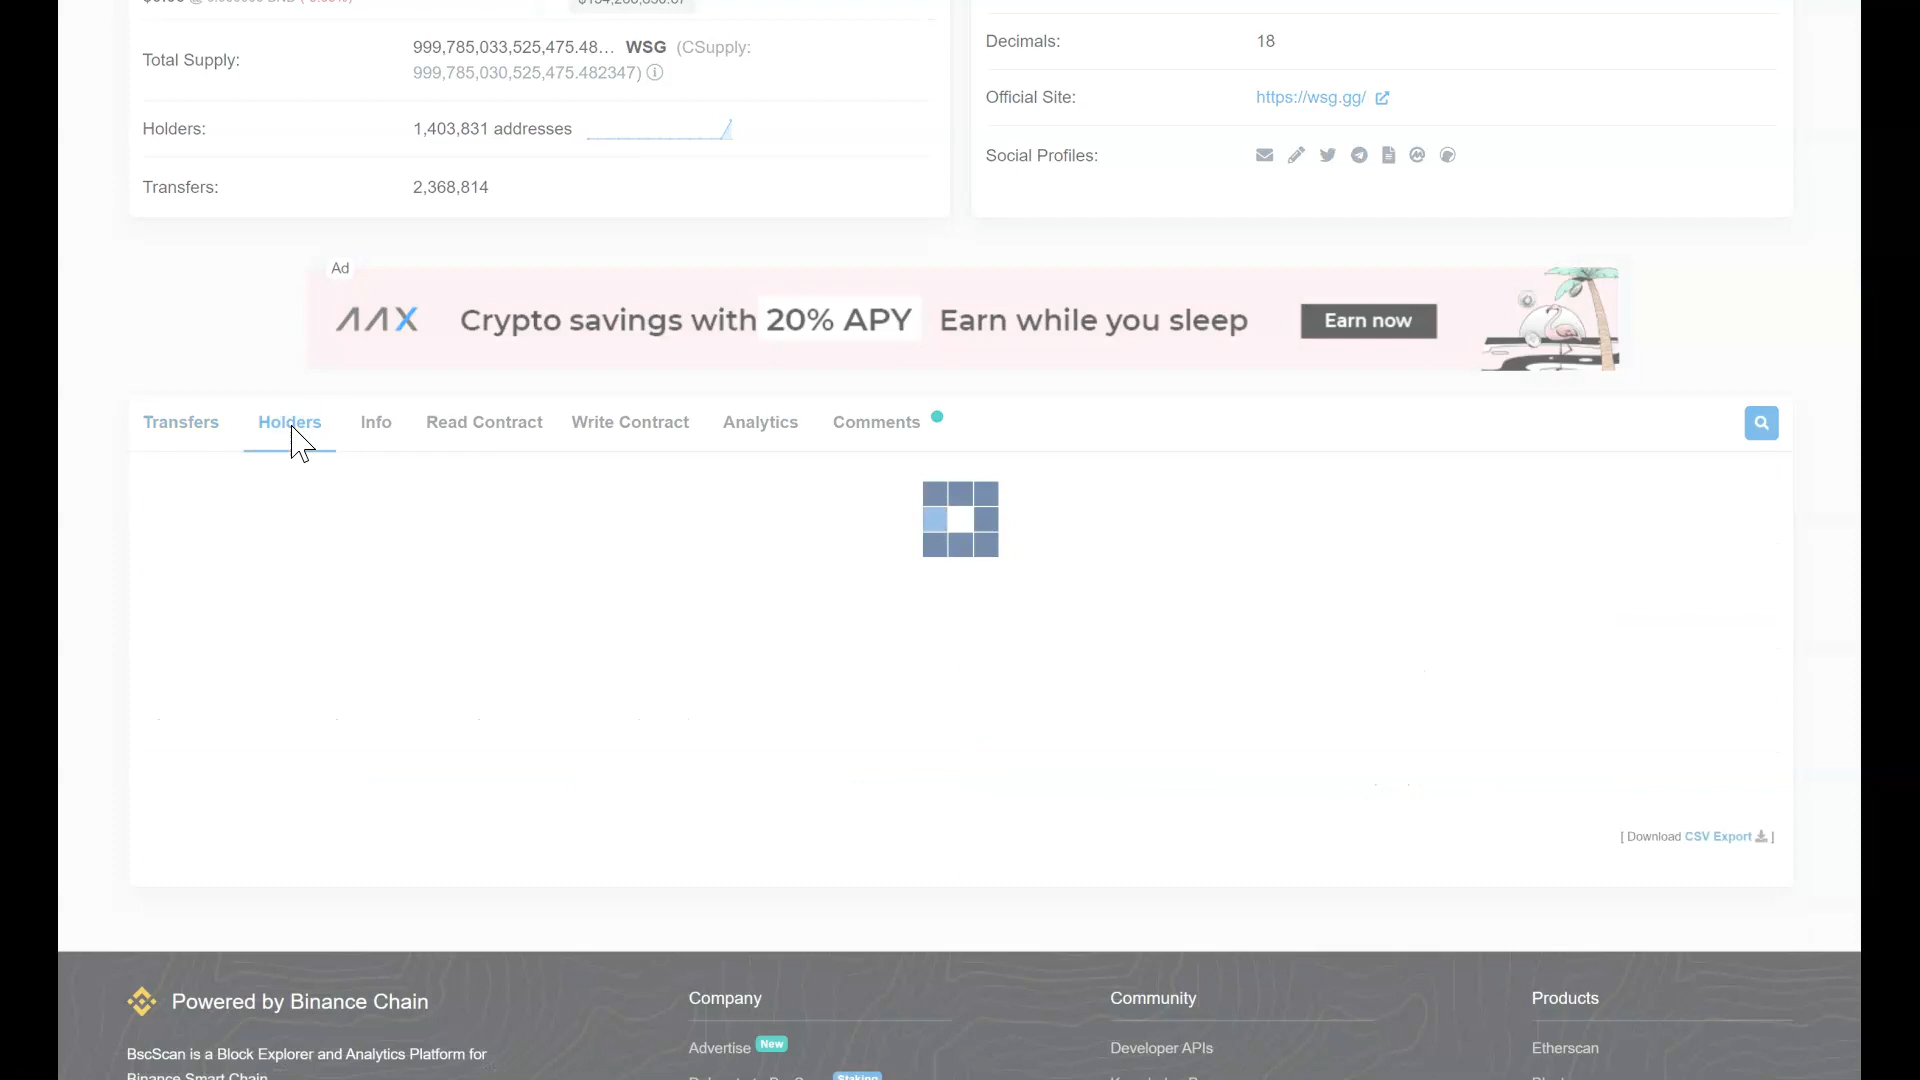 Total Supply:
999,785,033,525,475.48... WSG (CSupply:
999,785,030,525,475.482347)
Holders:
1,403,831 addresses
Transfers:
2,368,814
Decimals:
18
Official Site:
https://wsg.gg/
Social Profiles:
Ad
AAX Crypto savings with 20% APY Earn while you sleep Earn now
Transfers Holders Info Read Contract Write Contract Analytics Comments
[ Download CSV Export ]
Powered by Binance Chain
BscScan is a Block Explorer and Analytics Platform for
Binance Smart Chain
Company
Advertise New
Staking
Community
Developer APIs
Products
Etherscan